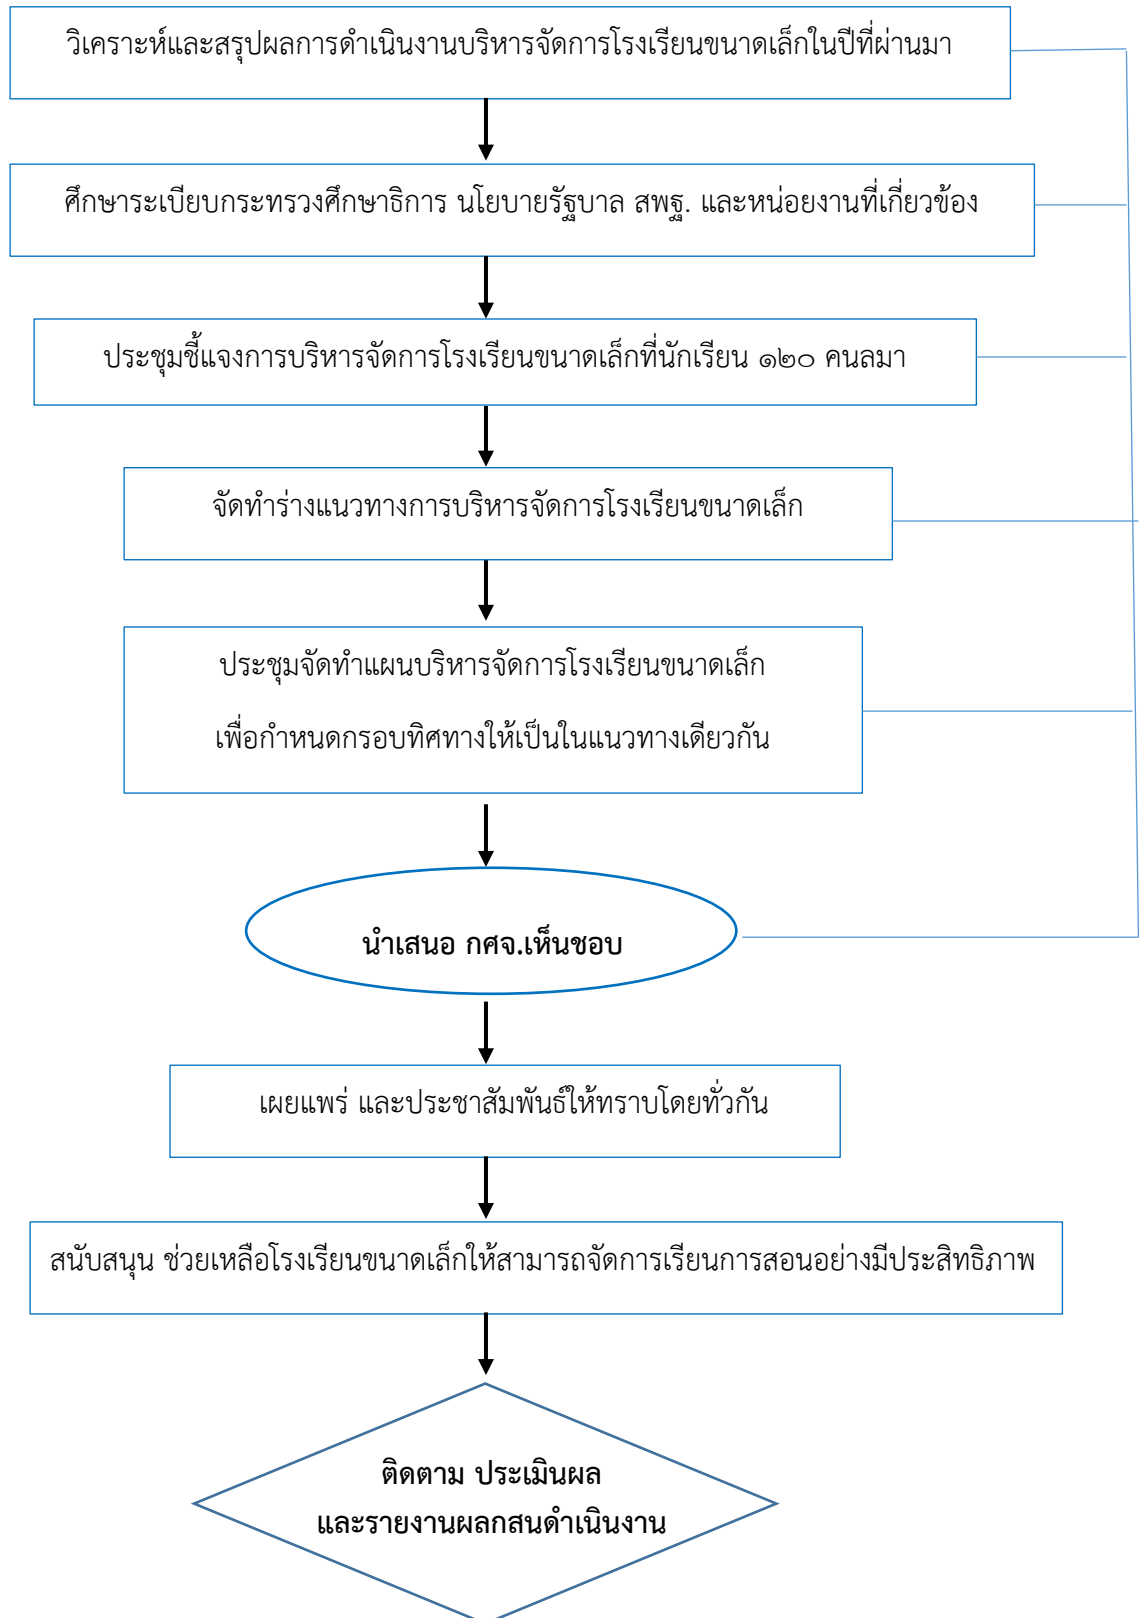 วิเคราะห์และสรุปผลการดำเนินงานบริหารจัดการโรงเรียนขนาดเล็กในปีที่ผ่านมา
ศึกษาระเบียบกระทรวงศึกษาธิการ นโยบายรัฐบาล สพฐ. และหน่อยงานที่เกี่ยวข้อง
ประชุมชี้แจงการบริหารจัดการโรงเรียนขนาดเล็กที่นักเรียน ๑๒๐ คนลมา
จัดทำร่างแนวทางการบริหารจัดการโรงเรียนขนาดเล็ก
ประชุมจัดทำแผนบริหารจัดการโรงเรียนขนาดเล็ก
เพื่อกำหนดกรอบทิศทางให้เป็นในแนวทางเดียวกัน
นำเสนอ กศจ.เห็นชอบ
เผยแพร่ และประชาสัมพันธ์ให้ทราบโดยทั่วกัน
สนับสนุน ช่วยเหลือโรงเรียนขนาดเล็กให้สามารถจัดการเรียนการสอนอย่างมีประสิทธิภาพ
ติดตาม ประเมินผล
และรายงานผลกสนดำเนินงาน